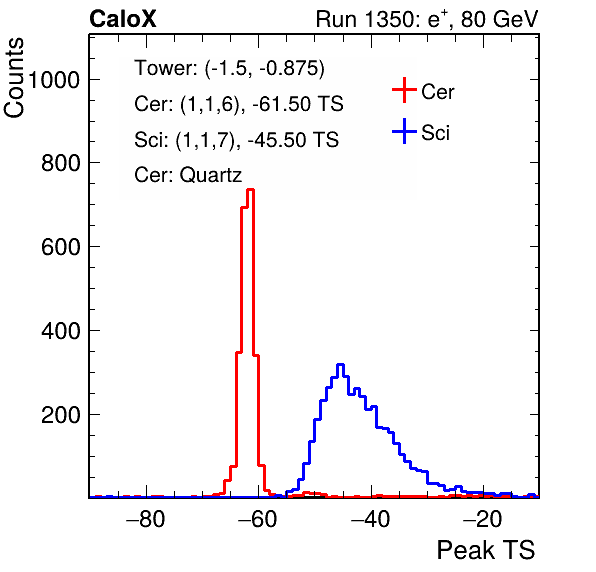 CaloX Run 1350: e⁺, 80 GeV
Counts
Tower: (-1.5, -0.875)
Cer: (1,1,6), -61.50 TS
Sci: (1,1,7), -45.50 TS
Cer: Quartz
Cer
Sci
1000
800
600
400
200
−80 −60 −40 −20
Peak TS